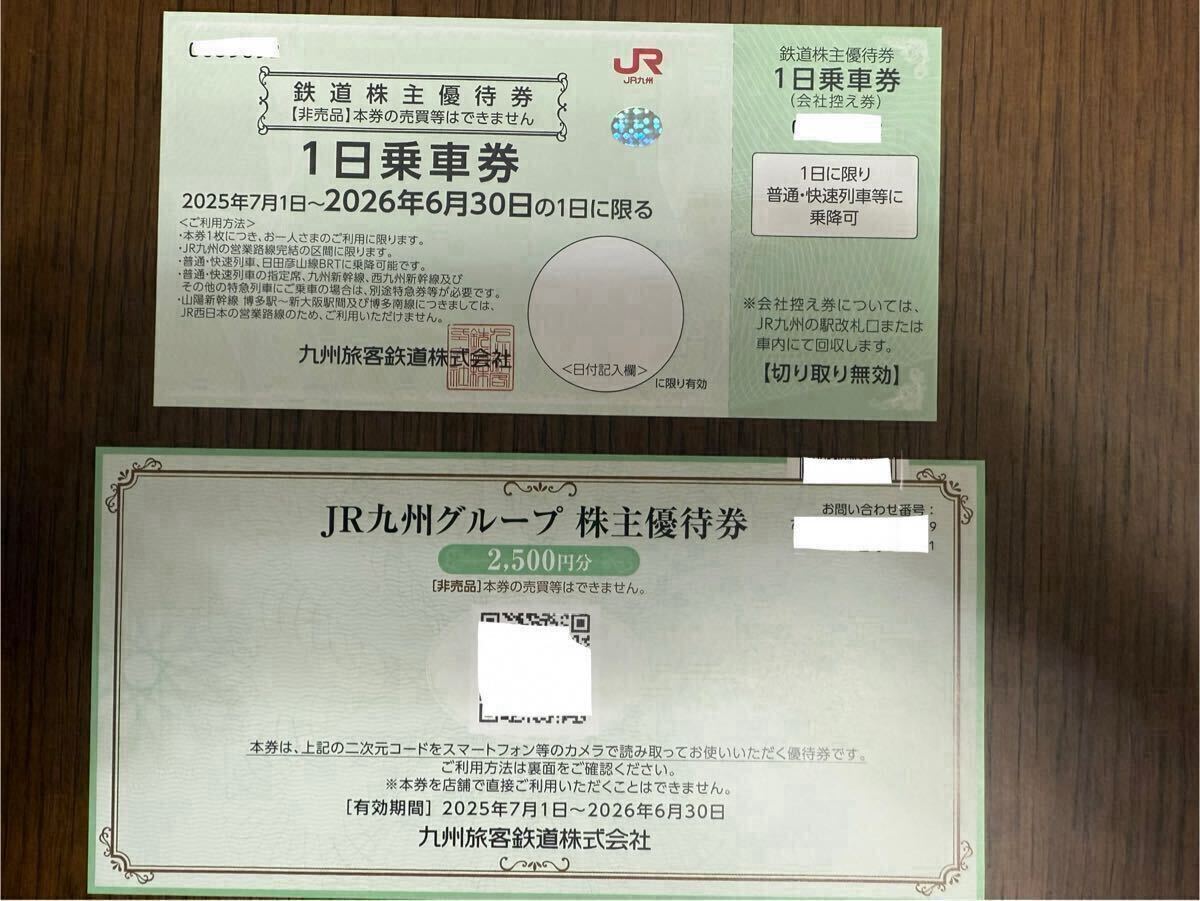 JR
JR九州
鉄道株主優待券
【非売品】本券の売買等はできません
1日乗車券
2025年7月1日～2026年6月30日の1日に限る
＜ご利用方法＞
・本券1枚につき、お一人さまのご利用に限ります。
・JR九州の営業路線完結の区間に限ります。
・普通・快速列車、日田彦山線BRTに乗降可能です。
・普通・快速列車の指定席、九州新幹線、西九州新幹線及び
その他の特急列車にご乗車の場合は、別途特急券等が必要です。
・山陽新幹線 博多駅～新大阪駅間及び博多南線につきましては、
JR西日本の営業路線のため、ご利用いただけません。
九州旅客鉄道株式会社
＜日付記入欄＞
に限り有効
鉄道株主優待券
1日乗車券
(会社控え券)
1日に限り
普通・快速列車等に
乗降可
※会社控え券については、
JR九州の駅改札口または
車内にて回収します。
【切り取り無効】
JR九州グループ 株主優待券
2,500円分
[非売品]本券の売買等はできません。
お問い合わせ番号：
9
1
本券は、上記の二次元コードをスマートフォン等のカメラで読み取ってお使いいただく優待券です。
ご利用方法は裏面をご確認ください。
※本券を店舗で直接ご利用いただくことはできません。
[有効期間] 2025年7月1日～2026年6月30日
九州旅客鉄道株式会社